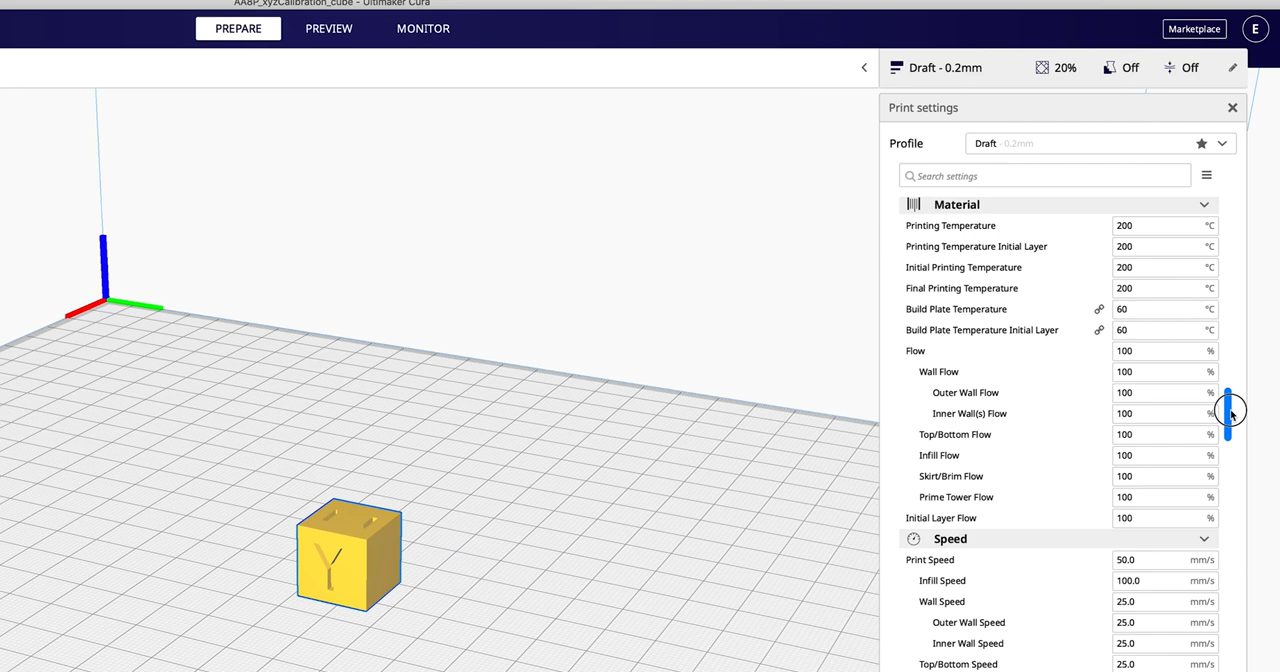 AA8P_xyzCalibration_cube - Ultimaker Cura
PREPARE PREVIEW MONITOR Marketplace E
Draft - 0.2mm 20% Off Off
Print settings
Profile Draft - 0.2mm
Search settings
Material
Printing Temperature 200 °C
Printing Temperature Initial Layer 200 °C
Initial Printing Temperature 200 °C
Final Printing Temperature 200 °C
Build Plate Temperature 60 °C
Build Plate Temperature Initial Layer 60 °C
Flow 100 %
Wall Flow 100 %
Outer Wall Flow 100 %
Inner Wall(s) Flow 100 %
Top/Bottom Flow 100 %
Infill Flow 100 %
Skirt/Brim Flow 100 %
Prime Tower Flow 100 %
Initial Layer Flow 100 %
Speed
Print Speed 50.0 mm/s
Infill Speed 100.0 mm/s
Wall Speed 25.0 mm/s
Outer Wall Speed 25.0 mm/s
Inner Wall Speed 25.0 mm/s
Top/Bottom Speed 25.0 mm/s
Y